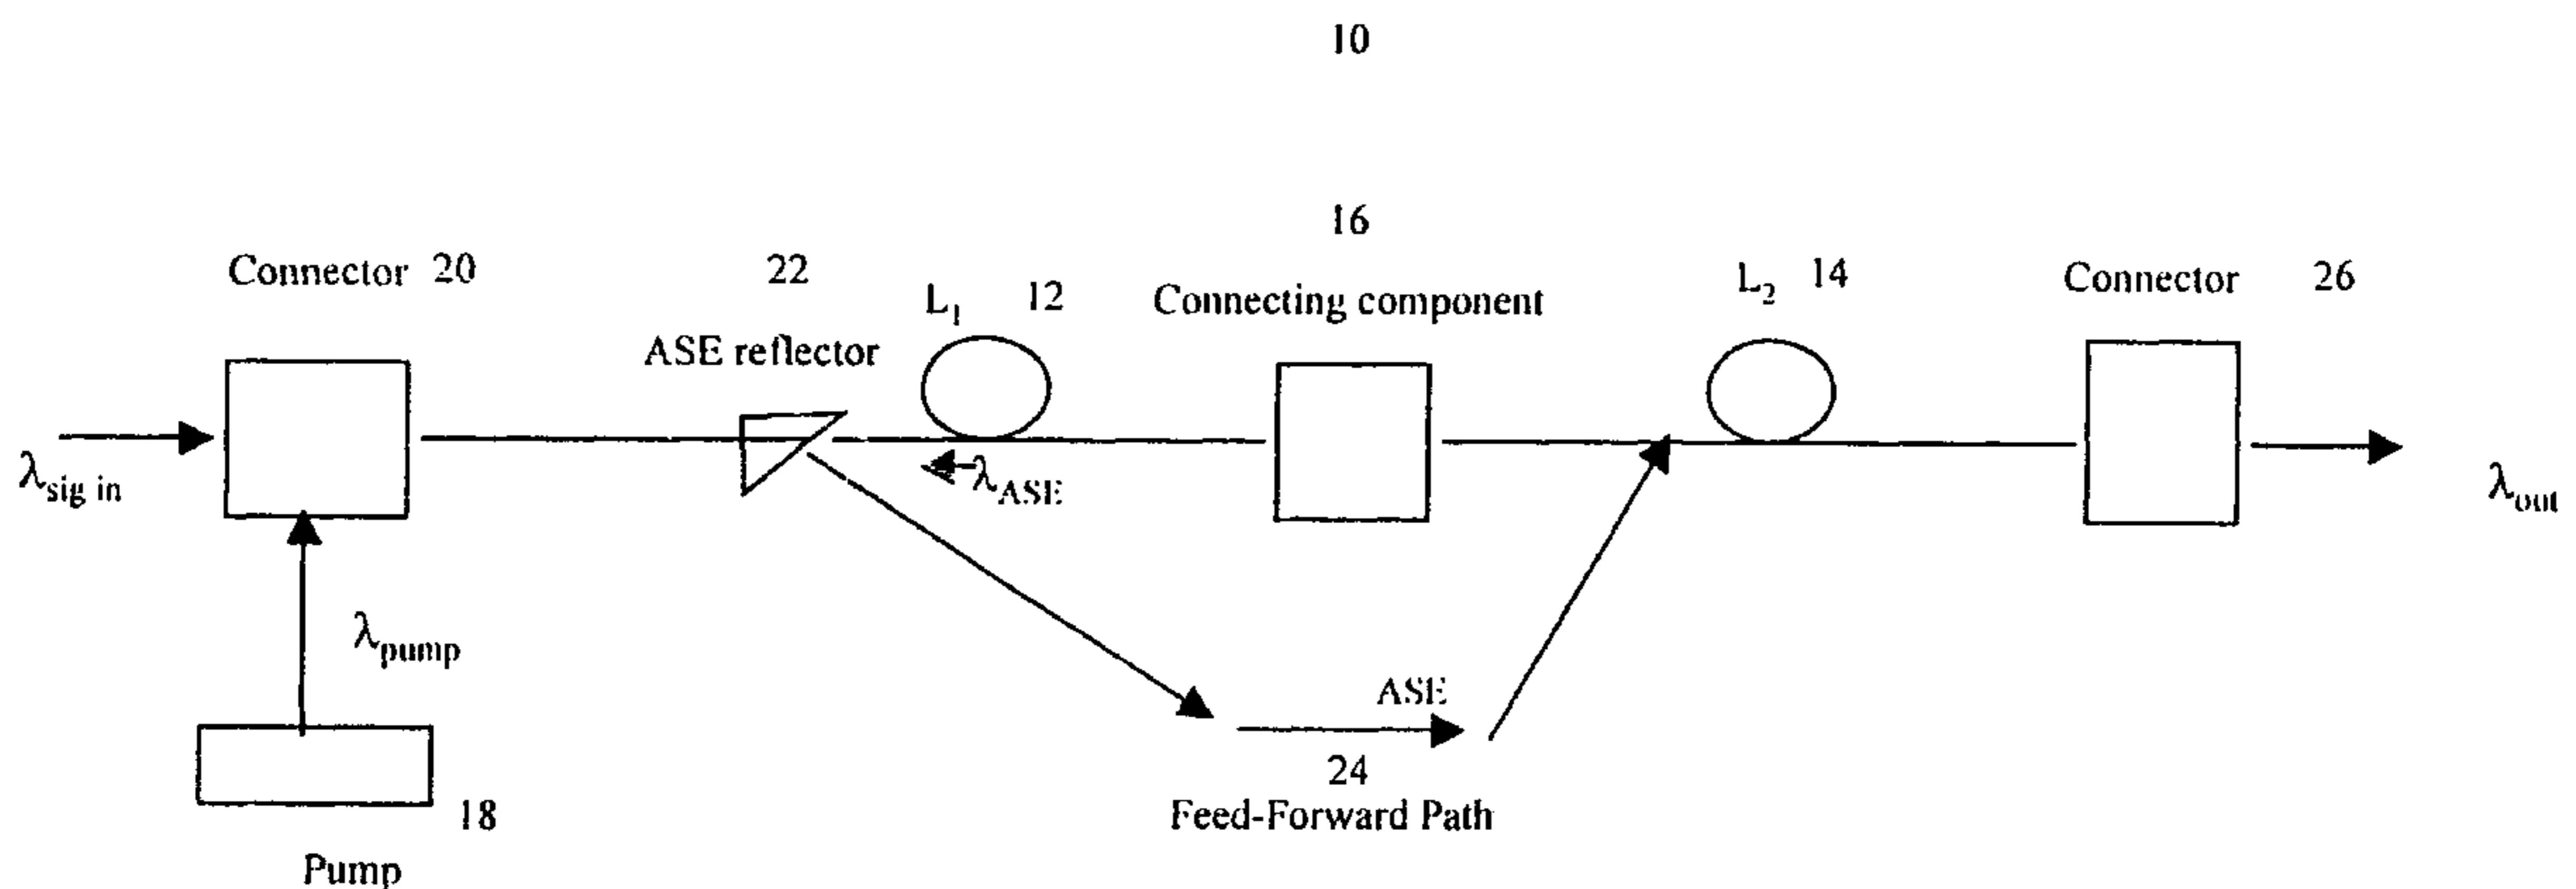 10
16
Connector 20
22
L1 12
Connecting component
L2 14
Connector 26
ASE reflector
λsig in
λASE
λout
λpump
ASE
24
Feed-Forward Path
18
Pump